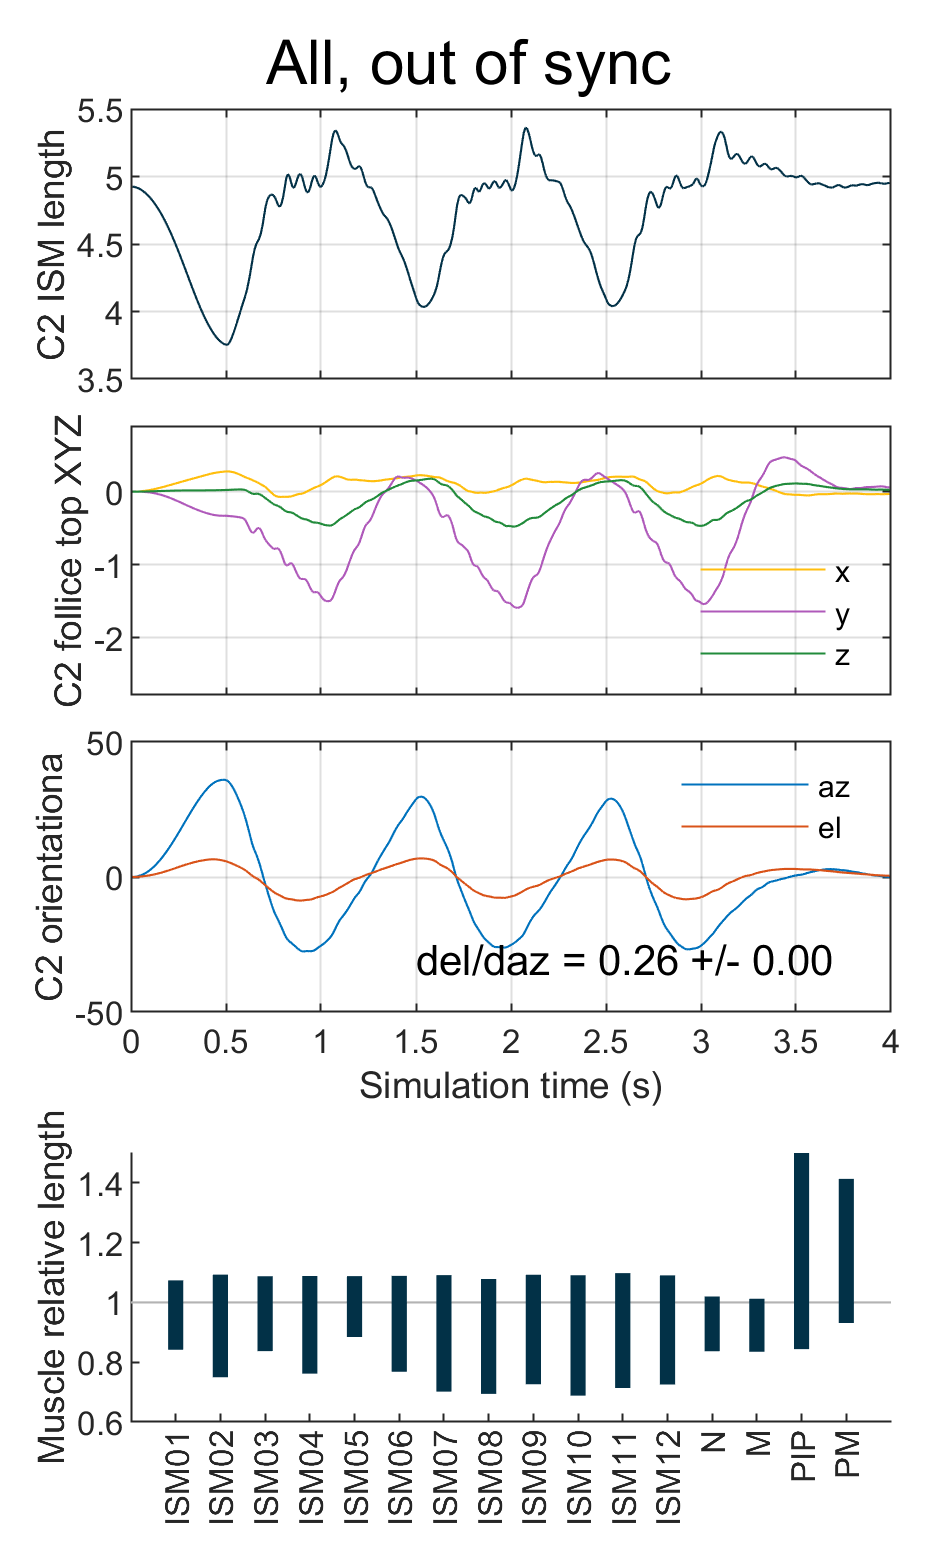 All, out of sync
C2 ISM length
5.5
5
4.5
4
3.5
C2 follice top XYZ
0
-1
-2
x
y
z
C2 orientationa
50
0
-50
az
el
del/daz = 0.26 +/- 0.00
0 0.5 1 1.5 2 2.5 3 3.5 4
Simulation time (s)
Muscle relative length
1.4
1.2
1
0.8
0.6
ISM01 ISM02 ISM03 ISM04 ISM05 ISM06 ISM07 ISM08 ISM09 ISM10 ISM11 ISM12 N M PIP PM